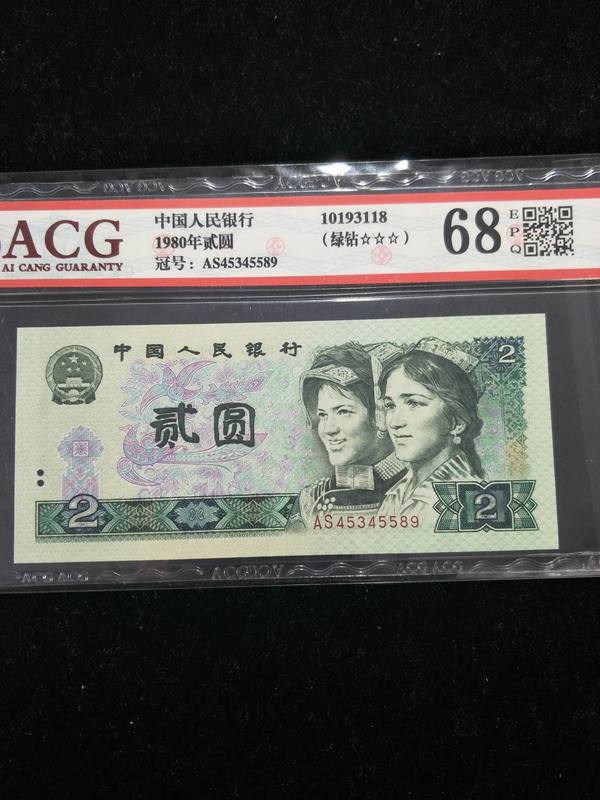 ACG
AI CANG GUARANTY
中国人民银行
1980年贰圆
冠号：AS45345589
10193118
（绿钻☆☆☆）
68
E
P
Q
中国人民银行
贰圆
2
2
2
AS45345589